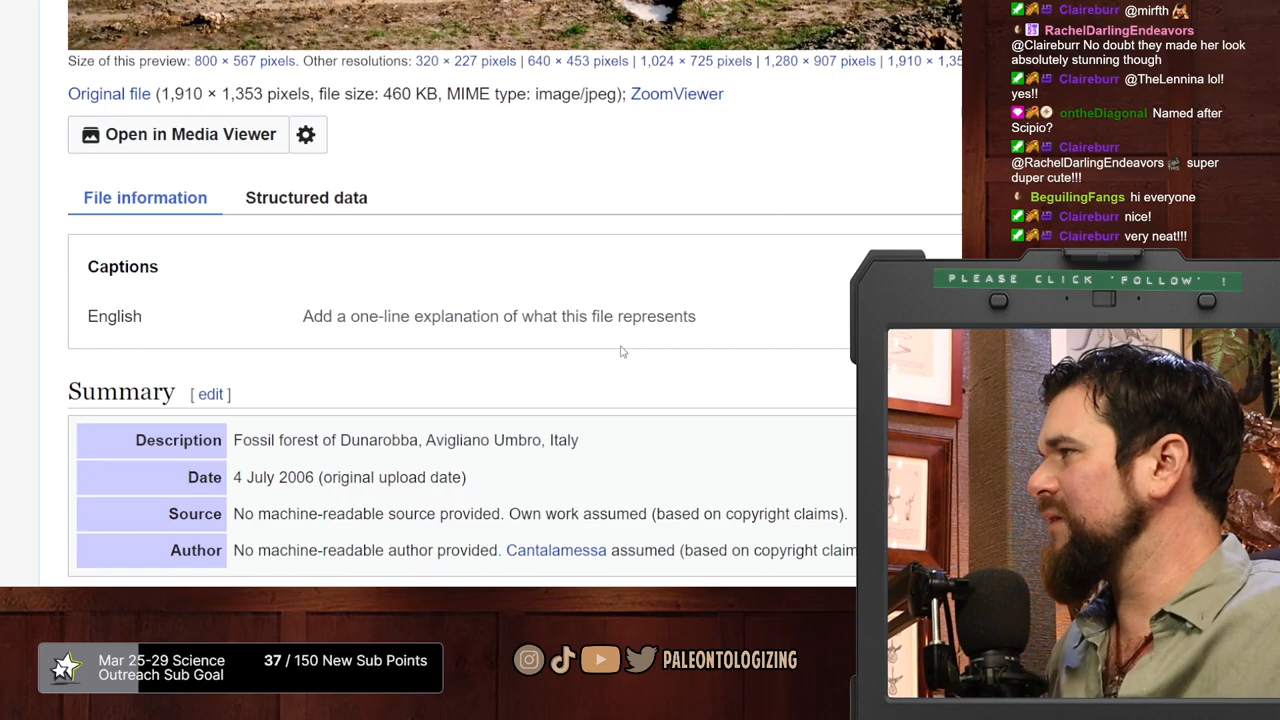 Size of this preview: 800 × 567 pixels. Other resolutions: 320 × 227 pixels | 640 × 453 pixels | 1,024 × 725 pixels | 1,280 × 907 pixels | 1,910 × 1,35
Original file (1,910 × 1,353 pixels, file size: 460 KB, MIME type: image/jpeg); ZoomViewer
Open in Media Viewer
File information Structured data
Captions
English Add a one-line explanation of what this file represents
Summary [ edit ]
Description Fossil forest of Dunarobba, Avigliano Umbro, Italy
Date 4 July 2006 (original upload date)
Source No machine-readable source provided. Own work assumed (based on copyright claims).
Author No machine-readable author provided. Cantalamessa assumed (based on copyright claim
Claireburr @mirfth
RachelDarlingEndeavors
@Claireburr No doubt they made her look
absolutely stunning though
Claireburr @TheLennina lol!
yes!!
ontheDiagonal Named after
Scipio?
Claireburr
@RachelDarlingEndeavors super
duper cute!!!
BeguilingFangs hi everyone
Claireburr nice!
Claireburr very neat!!!
PLEASE CLICK 'FOLLOW' !
Mar 25-29 Science 37 / 150 New Sub Points
Outreach Sub Goal
PALEONTOLOGIZING